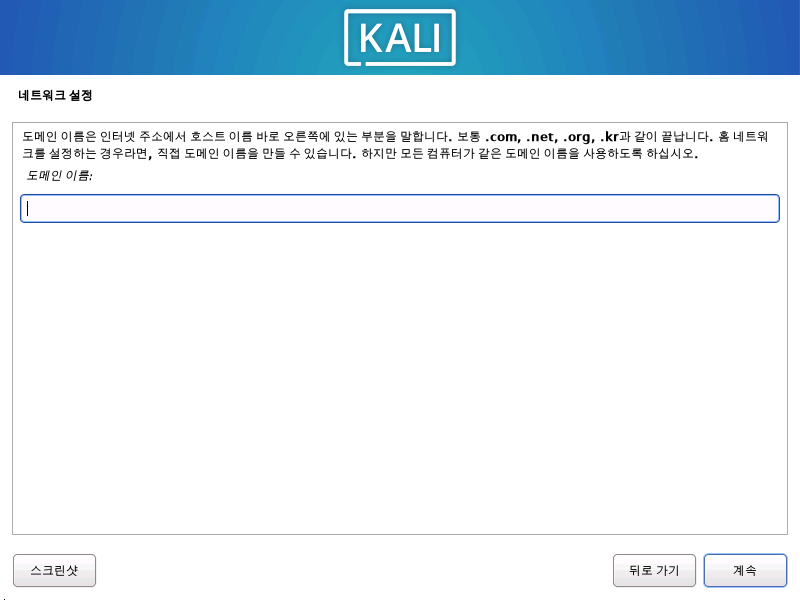 KALI
네트워크 설정
도메인 이름은 인터넷 주소에서 호스트 이름 바로 오른쪽에 있는 부분을 말합니다. 보통 .com, .net, .org, .kr과 같이 끝납니다. 홈 네트워
크를 설정하는 경우라면, 직접 도메인 이름을 만들 수 있습니다. 하지만 모든 컴퓨터가 같은 도메인 이름을 사용하도록 하십시오.
도메인 이름:
스크린샷
뒤로 가기
계속